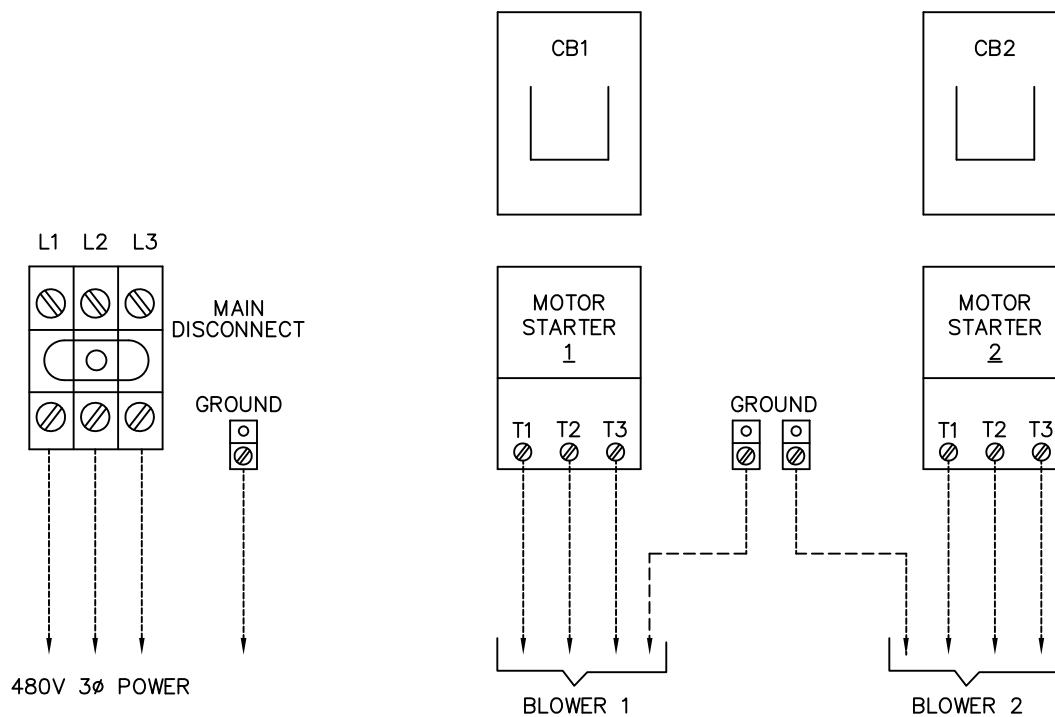 CB1
CB2
L1 L2 L3
MAIN
DISCONNECT
GROUND
MOTOR
STARTER
1
T1 T2 T3
GROUND
MOTOR
STARTER
2
T1 T2 T3
480V 3ø POWER
BLOWER 1
BLOWER 2